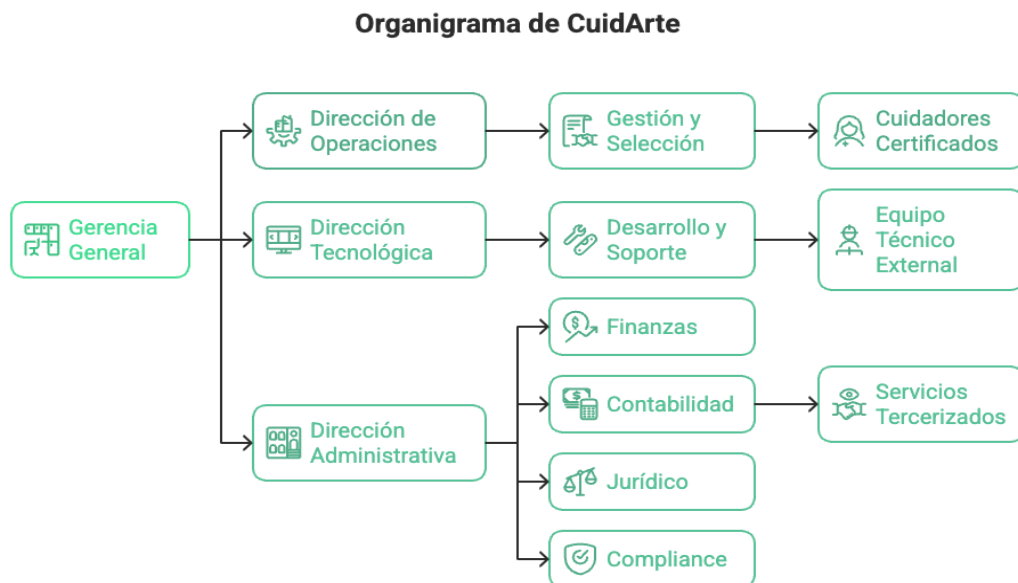 Organigrama de CuidArte
Dirección de
Operaciones
Gestión y
Selección
Cuidadores
Certificados
Gerencia
General
Dirección
Tecnológica
Desarrollo y
Soporte
Equipo
Técnico
External
Finanzas
Dirección
Administrativa
Contabilidad
Servicios
Tercerizados
Jurídico
Compliance